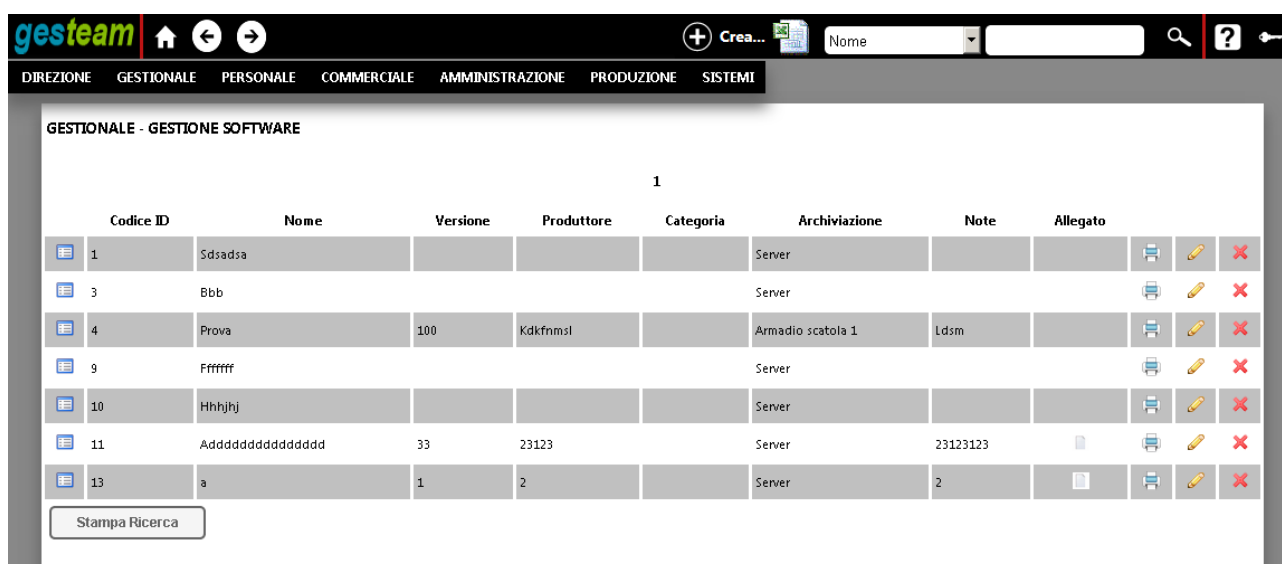 gesteam Crea... Nome ?
DIREZIONE GESTIONALE PERSONALE COMMERCIALE AMMINISTRAZIONE PRODUZIONE SISTEMI
GESTIONALE - GESTIONE SOFTWARE
1
Codice ID Nome Versione Produttore Categoria Archiviazione Note Allegato
1 Sdsadsa Server
3 Bbb Server
4 Prova 100 Kdkfnmsl Armadio scatola 1 Ldsm
9 Fffffff Server
10 Hhhjhj Server
11 Adddddddddddddddd 33 23123 Server 23123123
13 a 1 2 Server 2
Stampa Ricerca